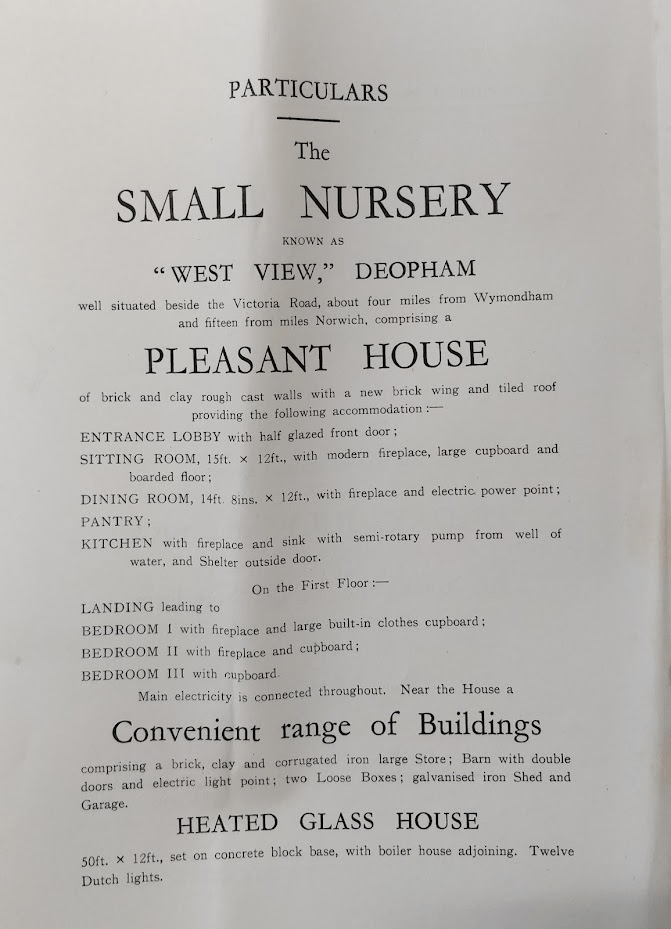 PARTICULARS
The
SMALL NURSERY
KNOWN AS
“WEST VIEW,” DEOPHAM
well situated beside the Victoria Road, about four miles from Wymondham
and fifteen from miles Norwich, comprising a
PLEASANT HOUSE
of brick and clay rough cast walls with a new brick wing and tiled roof
providing the following accommodation :—
ENTRANCE LOBBY with half glazed front door ;
SITTING ROOM, 15ft. × 12ft., with modern fireplace, large cupboard and
boarded floor ;
DINING ROOM, 14ft. 8ins. × 12ft., with fireplace and electric power point ;
PANTRY ;
KITCHEN with fireplace and sink with semi-rotary pump from well of
water, and Shelter outside door.
On the First Floor :—
LANDING leading to
BEDROOM I with fireplace and large built-in clothes cupboard ;
BEDROOM II with fireplace and cupboard ;
BEDROOM III with cupboard.
Main electricity is connected throughout. Near the House a
Convenient range of Buildings
comprising a brick, clay and corrugated iron large Store ; Barn with double
doors and electric light point ; two Loose Boxes ; galvanised iron Shed and
Garage.
HEATED GLASS HOUSE
50ft. × 12ft., set on concrete block base, with boiler house adjoining. Twelve
Dutch lights.